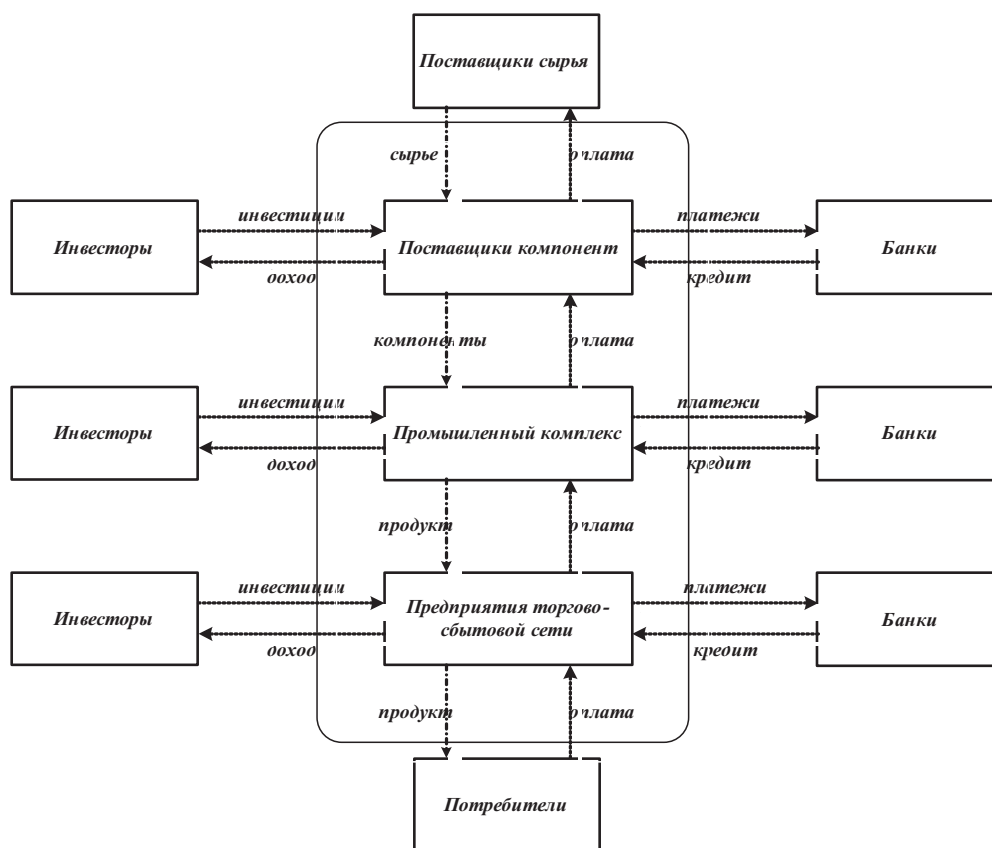 Поставщики сырья
сырье
оплата
инвестиции
платежи
Инвесторы
Поставщики компонент
Банки
доход
кредит
компоненты
оплата
инвестиции
платежи
Инвесторы
Промышленный комплекс
Банки
доход
кредит
продукт
оплата
инвестиции
платежи
Инвесторы
Предприятия торгово-
сбытовой сети
Банки
доход
кредит
продукт
оплата
Потребители